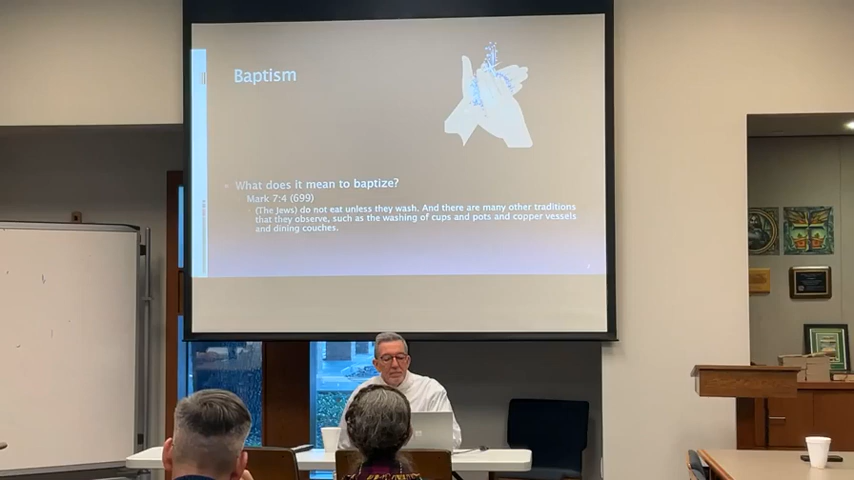 Baptism
What does it mean to baptize?
Mark 7:4 (699)
(The Jews) do not eat unless they wash. And there are many other traditions
that they observe, such as the washing of cups and pots and copper vessels
and dining couches.